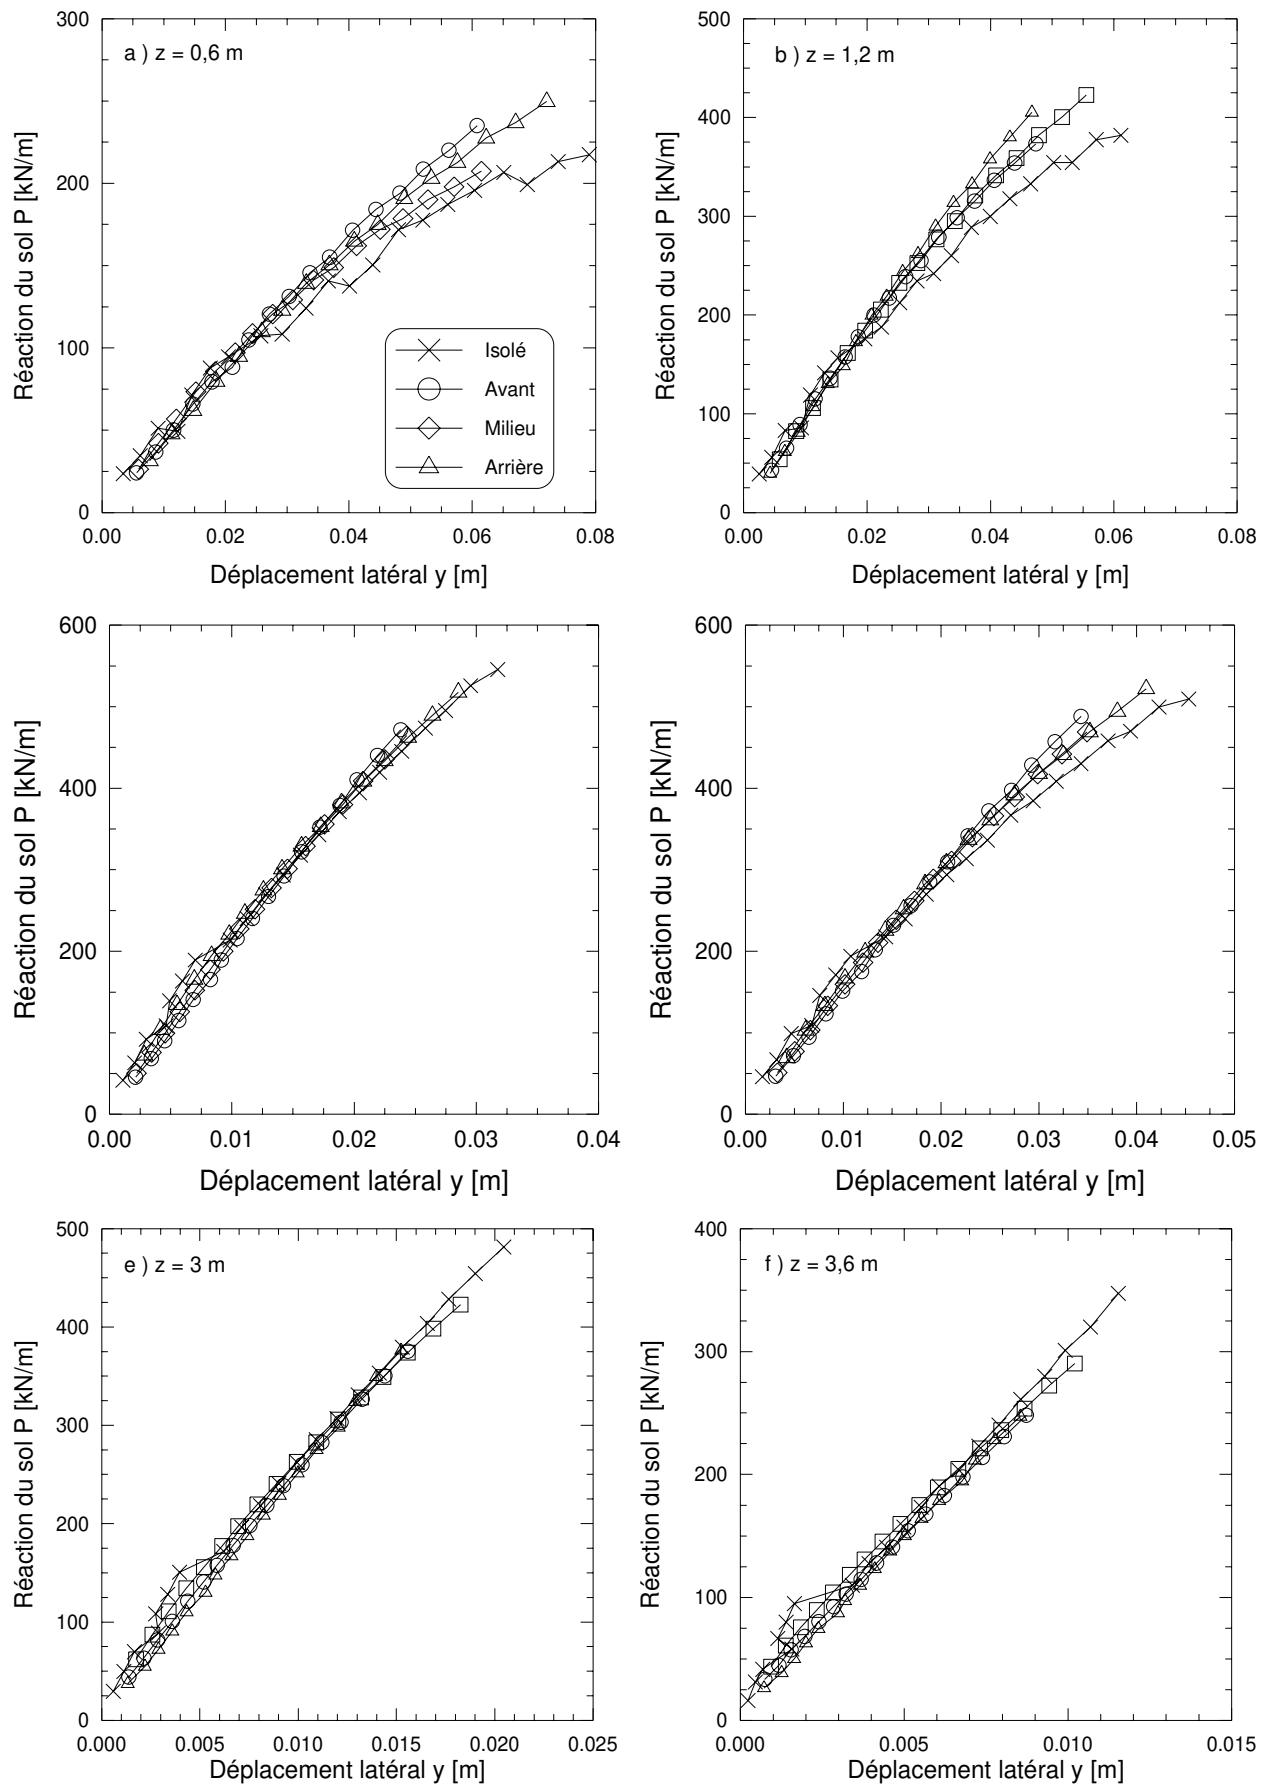 300
a ) z = 0,6 m
200
100
0
Réaction du sol P [kN/m]
Isolé
Avant
Milieu
Arrière
0.00 0.02 0.04 0.06 0.08
Déplacement latéral y [m]
500
b ) z = 1,2 m
400
300
200
100
0
Réaction du sol P [kN/m]
0.00 0.02 0.04 0.06 0.08
Déplacement latéral y [m]
600
400
200
0
Réaction du sol P [kN/m]
0.00 0.01 0.02 0.03 0.04
Déplacement latéral y [m]
600
400
200
0
Réaction du sol P [kN/m]
0.00 0.01 0.02 0.03 0.04 0.05
Déplacement latéral y [m]
500
e ) z = 3 m
400
300
200
100
0
Réaction du sol P [kN/m]
0.000 0.005 0.010 0.015 0.020 0.025
Déplacement latéral y [m]
400
f ) z = 3,6 m
300
200
100
0
Réaction du sol P [kN/m]
0.000 0.005 0.010 0.015
Déplacement latéral y [m]